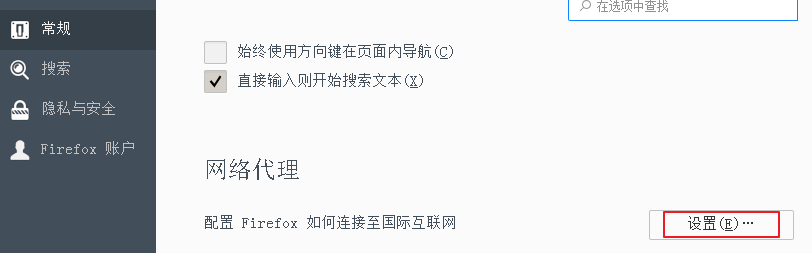 在选项中查找
常规
搜索
隐私与安全
Firefox 账户
始终使用方向键在页面内导航(C)
直接输入则开始搜索文本(X)
网络代理
配置 Firefox 如何连接至国际互联网
设置(E)…